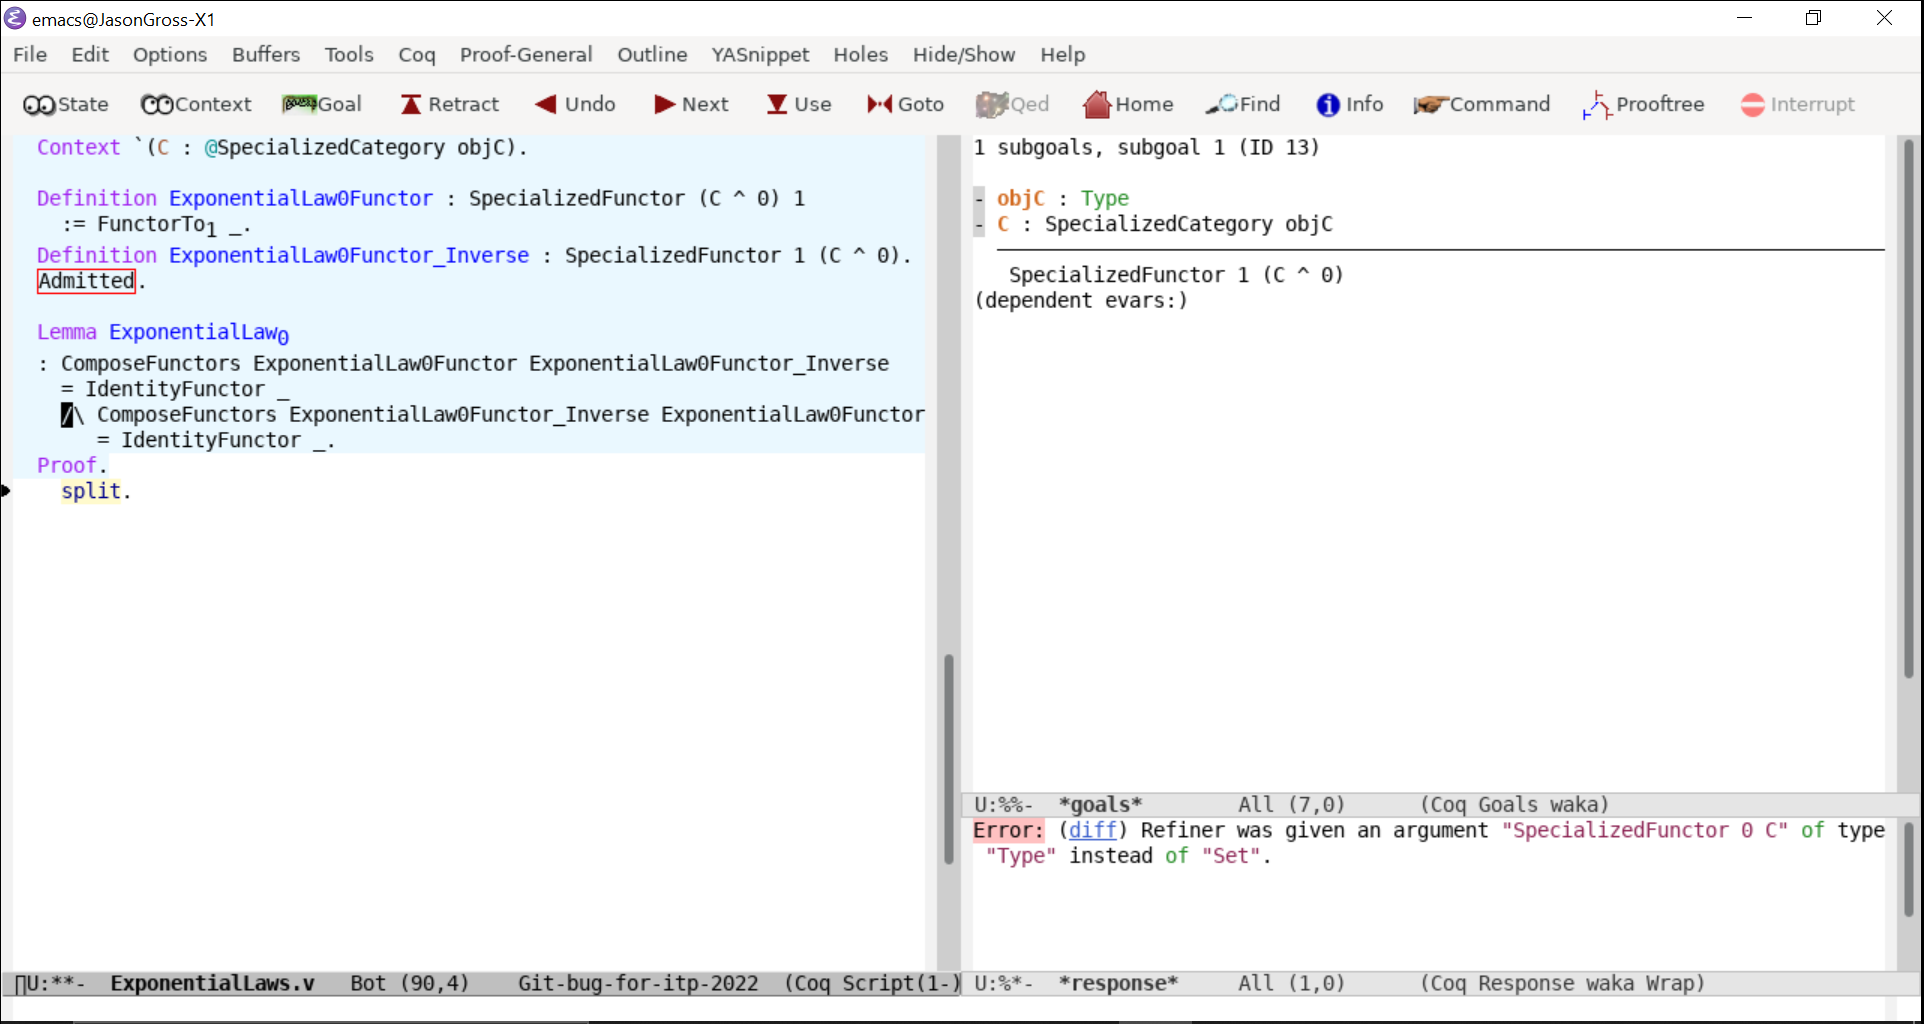 emacs@JasonGross-X1
File Edit Options Buffers Tools Coq Proof-General Outline YASnippet Holes Hide/Show Help
State Context Goal Retract Undo Next Use Goto Qed Home Find Info Command Prooftree Interrupt
Context `(C : @SpecializedCategory objC).
Definition ExponentialLaw0Functor : SpecializedFunctor (C ^ 0) 1
:= FunctorTo₁ _.
Definition ExponentialLaw0Functor_Inverse : SpecializedFunctor 1 (C ^ 0).
Admitted.
Lemma ExponentialLaw₀
: ComposeFunctors ExponentialLaw0Functor ExponentialLaw0Functor_Inverse
= IdentityFunctor _
/\ ComposeFunctors ExponentialLaw0Functor_Inverse ExponentialLaw0Functor
= IdentityFunctor _.
Proof.
split.
U:**- ExponentialLaws.v Bot (90,4) Git-bug-for-itp-2022 (Coq Script(1-)
1 subgoals, subgoal 1 (ID 13)
- objC : Type
- C : SpecializedCategory objC
SpecializedFunctor 1 (C ^ 0)
(dependent evars:)
U:%%- *goals* All (7,0) (Coq Goals waka)
Error: (diff) Refiner was given an argument "SpecializedFunctor 0 C" of type
"Type" instead of "Set".
U:%*- *response* All (1,0) (Coq Response waka Wrap)